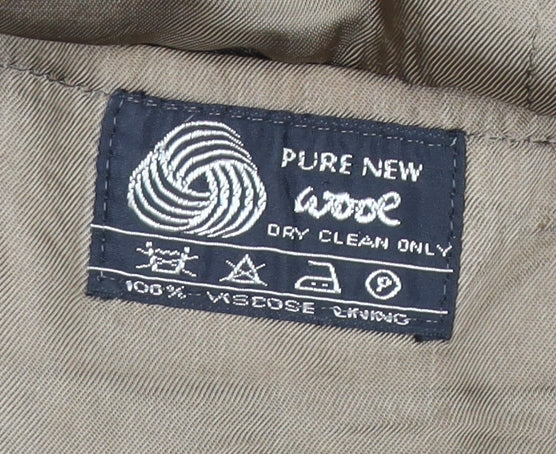 PURE NEW
wool
DRY CLEAN ONLY
P
100% VISCOSE LINING